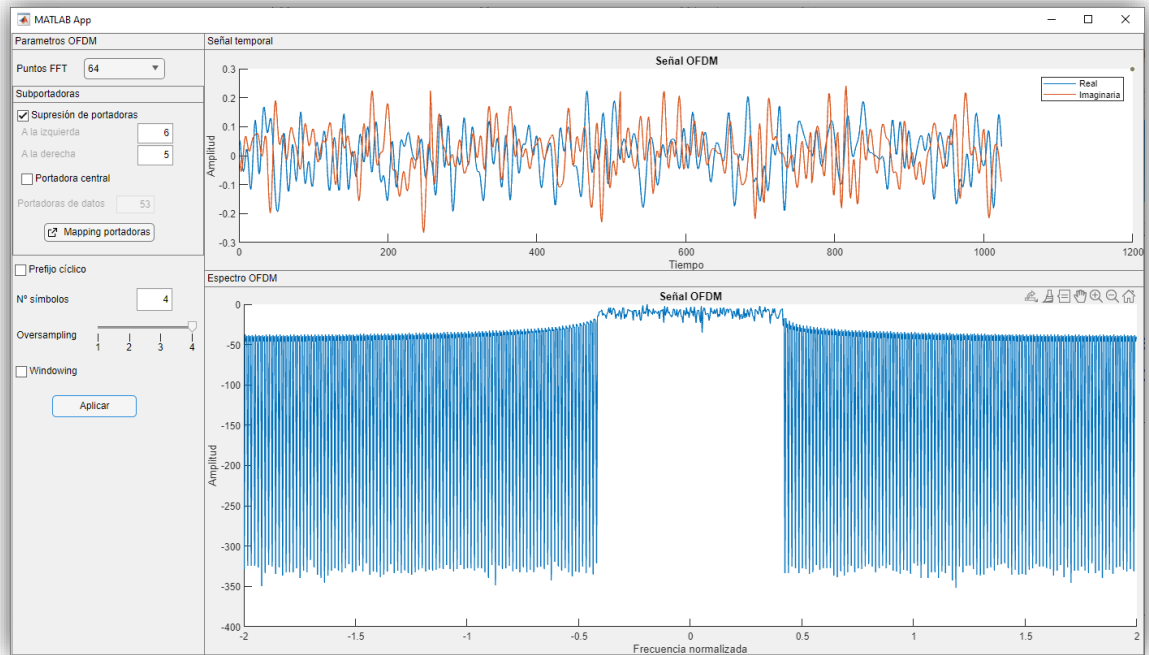 MATLAB App
Parametros OFDM
Puntos FFT 64
Subportadoras
Supresión de portadoras
A la izquierda 6
A la derecha 5
Portadora central
Portadoras de datos 53
Mapping portadoras
Prefijo cíclico
Nº símbolos 4
Oversampling
1 2 3 4
Windowing
Aplicar
Señal temporal
Señal OFDM
Real
Imaginaria
Amplitud
0.3
0.2
0.1
0
-0.1
-0.2
-0.3
0 200 400 600 800 1000 1200
Tiempo
Espectro OFDM
Señal OFDM
Amplitud
0
-50
-100
-150
-200
-250
-300
-350
-400
-2 -1.5 -1 -0.5 0 0.5 1 1.5 2
Frecuencia normalizada